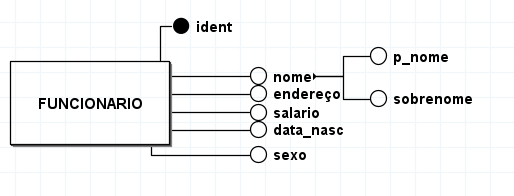 ident
p_nome
nome
endereço
FUNCIONARIO
sobrenome
salario
data_nasc
sexo